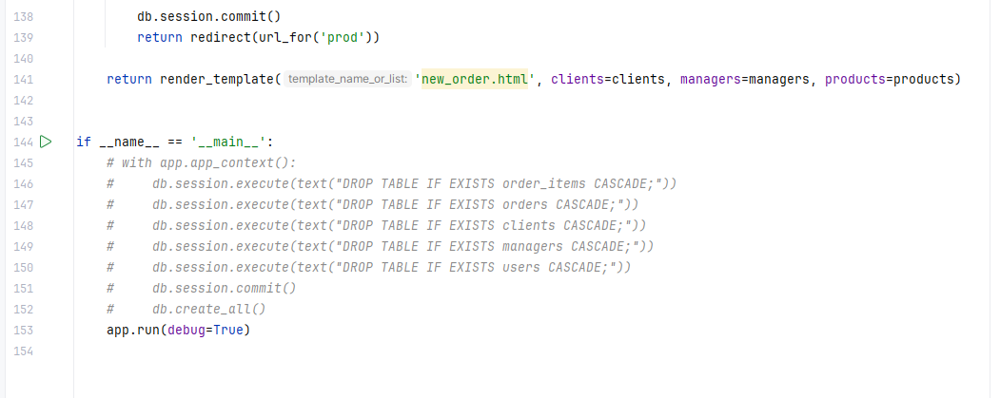 138 db.session.commit()
139 return redirect(url_for('prod'))
140
141 return render_template( template_name_or_list: 'new_order.html', clients=clients, managers=managers, products=products)
142
143
144 if __name__ == '__main__':
145 # with app.app_context():
146 #     db.session.execute(text("DROP TABLE IF EXISTS order_items CASCADE;"))
147 #     db.session.execute(text("DROP TABLE IF EXISTS orders CASCADE;"))
148 #     db.session.execute(text("DROP TABLE IF EXISTS clients CASCADE;"))
149 #     db.session.execute(text("DROP TABLE IF EXISTS managers CASCADE;"))
150 #     db.session.execute(text("DROP TABLE IF EXISTS users CASCADE;"))
151 #     db.session.commit()
152 #     db.create_all()
153 app.run(debug=True)
154